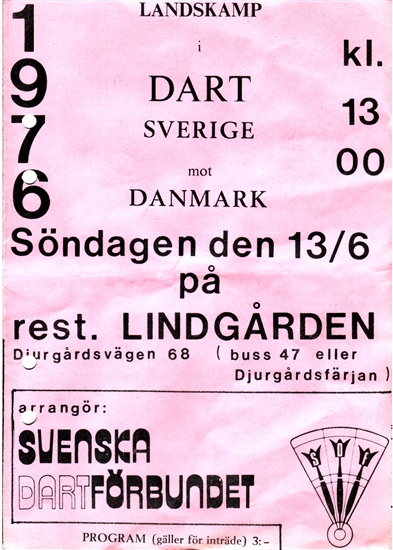 1976
LANDSKAMP
i
DART
SVERIGE
mot
DANMARK
kl.
13
00
Söndagen den 13/6
på
rest. LINDGÅRDEN
Djurgårdsvägen 68 ( buss 47 eller
Djurgårdsfärjan )
arrangör:
SVENSKA
DARTFÖRBUNDET
SDF
PROGRAM (gäller för inträde) 3:-